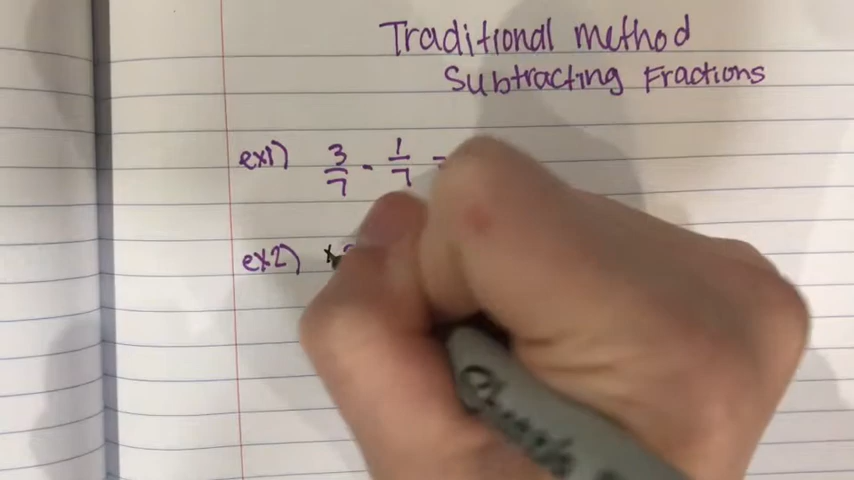 Traditional method
Subtracting Fractions
ex1) 3/7 - 1/7 =
ex2) x